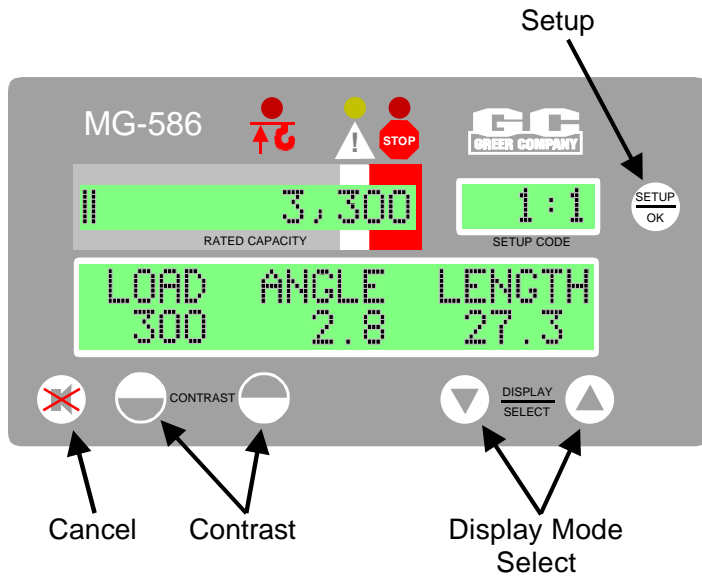 Setup
MG-586
!
STOP
GC
GREER COMPANY
3,300
1:1
SETUP
OK
RATED CAPACITY
SETUP CODE
LOAD ANGLE LENGTH
300 2.8 27.3
CONTRAST
DISPLAY
SELECT
Cancel
Contrast
Display Mode
Select